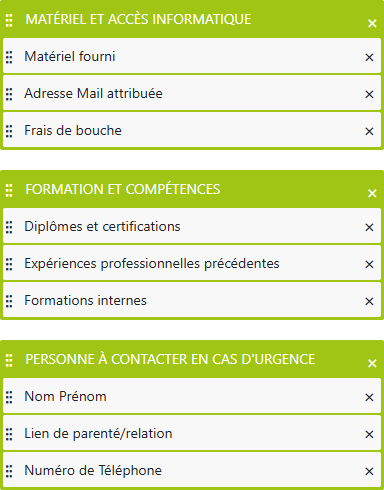 MATÉRIEL ET ACCÈS INFORMATIQUE
Matériel fourni
Adresse Mail attribuée
Frais de bouche
FORMATION ET COMPÉTENCES
Diplômes et certifications
Expériences professionnelles précédentes
Formations internes
PERSONNE À CONTACTER EN CAS D'URGENCE
Nom Prénom
Lien de parenté/relation
Numéro de Téléphone